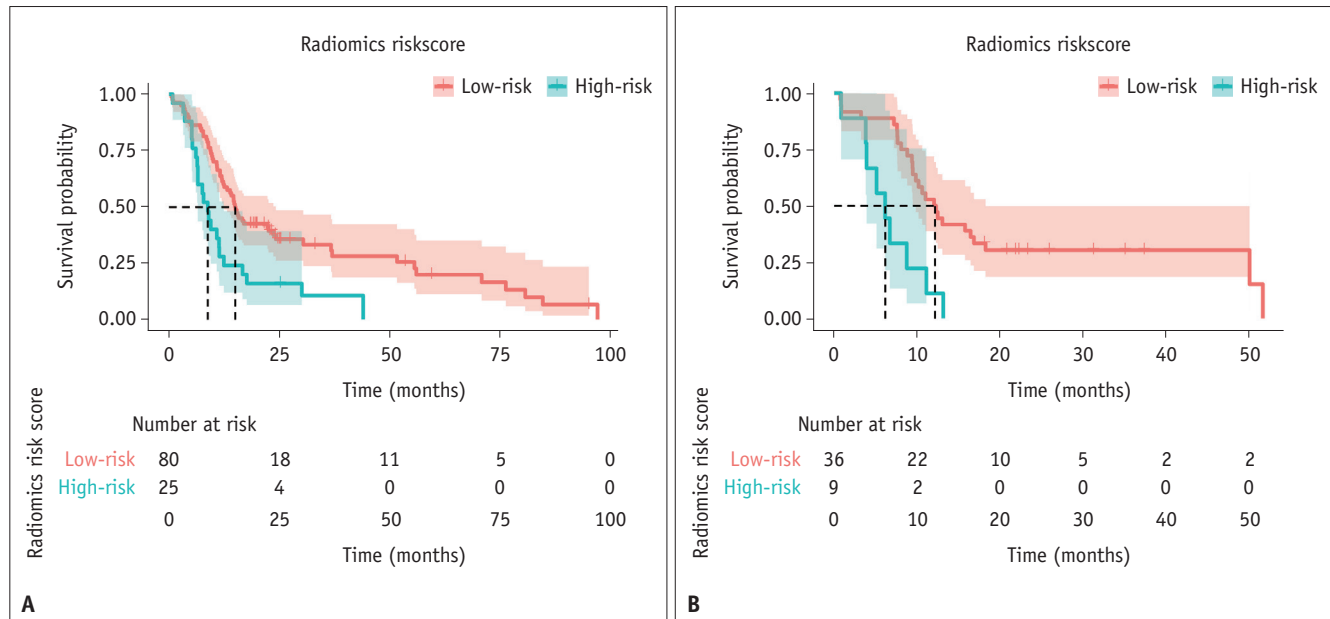 Radiomics riskscore
Low-risk High-risk
Survival probability
1.00
0.75
0.50
0.25
0.00
0 25 50 75 100
Time (months)
Radiomics risk score
Number at risk
Low-risk 80 18 11 5 0
High-risk 25 4 0 0 0
0 25 50 75 100
Time (months)
A
Radiomics riskscore
Low-risk High-risk
Survival probability
1.00
0.75
0.50
0.25
0.00
0 10 20 30 40 50
Time (months)
Radiomics risk score
Number at risk
Low-risk 36 22 10 5 2 2
High-risk 9 2 0 0 0 0
0 10 20 30 40 50
Time (months)
B